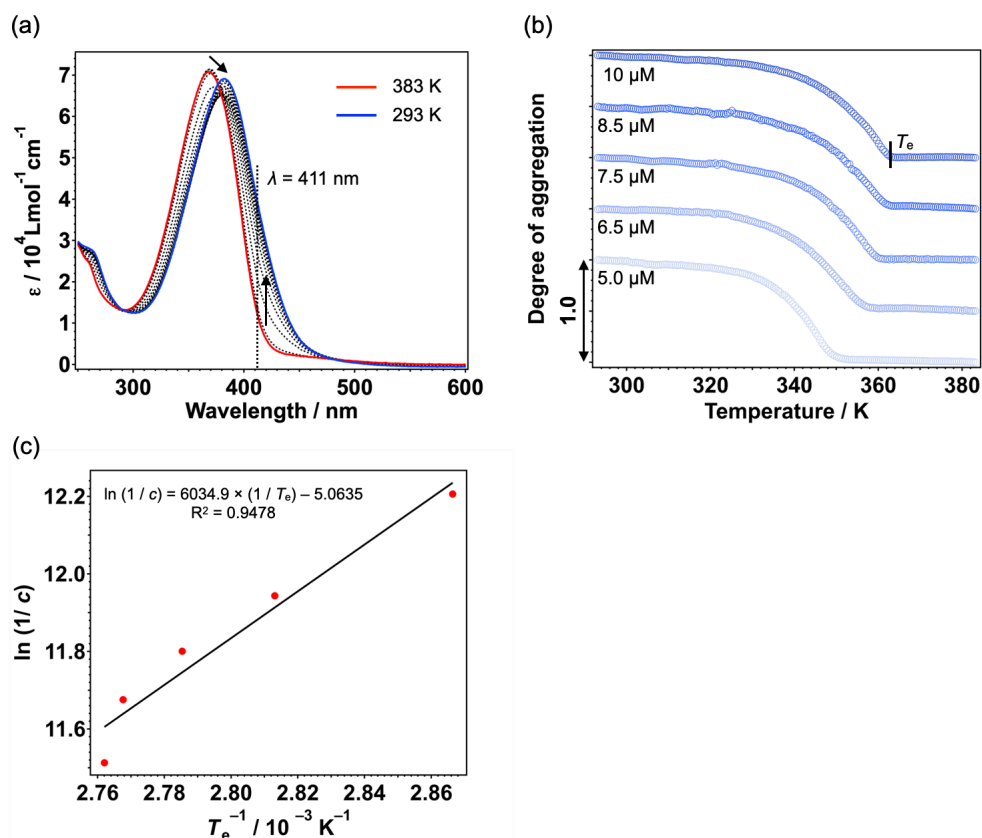 (a)
7
6
5
4
3
2
1
0
ε / 10⁴ Lmol⁻¹ cm⁻¹
383 K
293 K
λ = 411 nm
300
400
500
600
Wavelength / nm
(b)
10 µM
8.5 µM
7.5 µM
6.5 µM
5.0 µM
Tₑ
Degree of aggregation
1.0
300
320
340
360
380
Temperature / K
(c)
ln (1 / c) = 6034.9 × (1 / Tₑ) – 5.0635
R² = 0.9478
12.2
12.0
11.8
11.6
ln (1/ c)
2.76
2.78
2.80
2.82
2.84
2.86
Tₑ⁻¹ / 10⁻³ K⁻¹